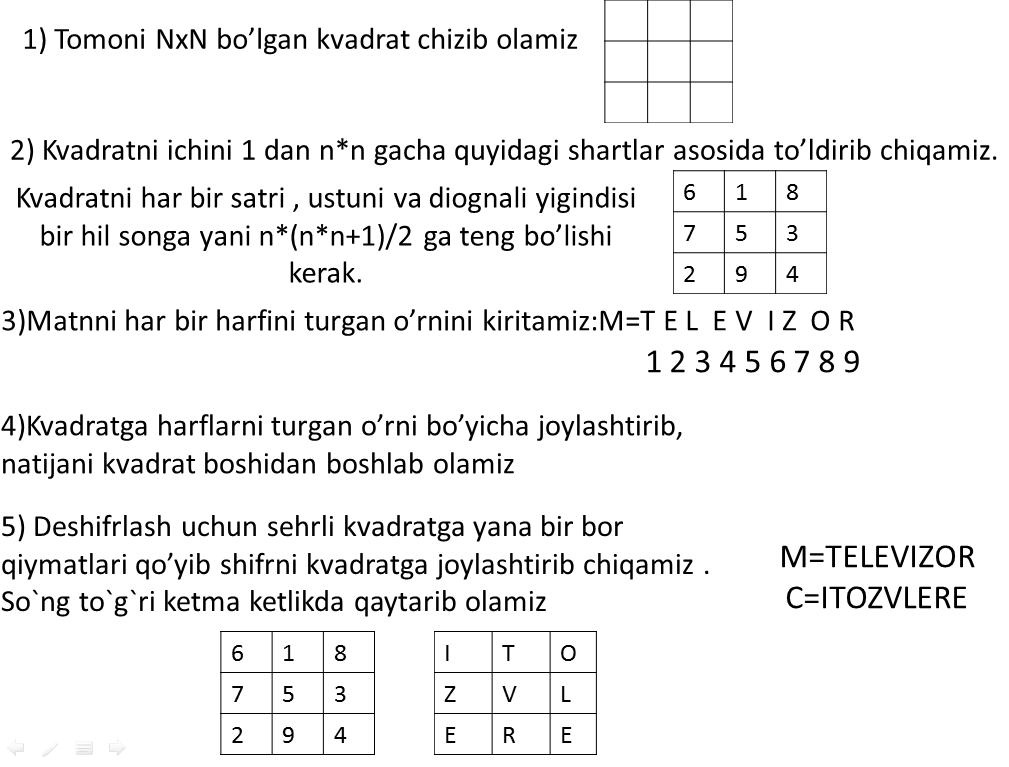 1) Tomoni NxN bo’lgan kvadrat chizib olamiz
2) Kvadratni ichini 1 dan n*n gacha quyidagi shartlar asosida to’ldirib chiqamiz.
Kvadratni har bir satri , ustuni va diognali yigindisi
bir hil songa yani n*(n*n+1)/2 ga teng bo’lishi
kerak.
6 1 8
7 5 3
2 9 4
3)Matnni har bir harfini turgan o’rnini kiritamiz:M=T E L E V I Z O R
1 2 3 4 5 6 7 8 9
4)Kvadratga harflarni turgan o’rni bo’yicha joylashtirib,
natijani kvadrat boshidan boshlab olamiz
5) Deshifrlash uchun sehrli kvadratga yana bir bor
qiymatlari qo’yib shifrni kvadratga joylashtirib chiqamiz .
So`ng to`g`ri ketma ketlikda qaytarib olamiz
M=TELEVIZOR
C=ITOZVLERE
6 1 8
7 5 3
2 9 4
I T O
Z V L
E R E